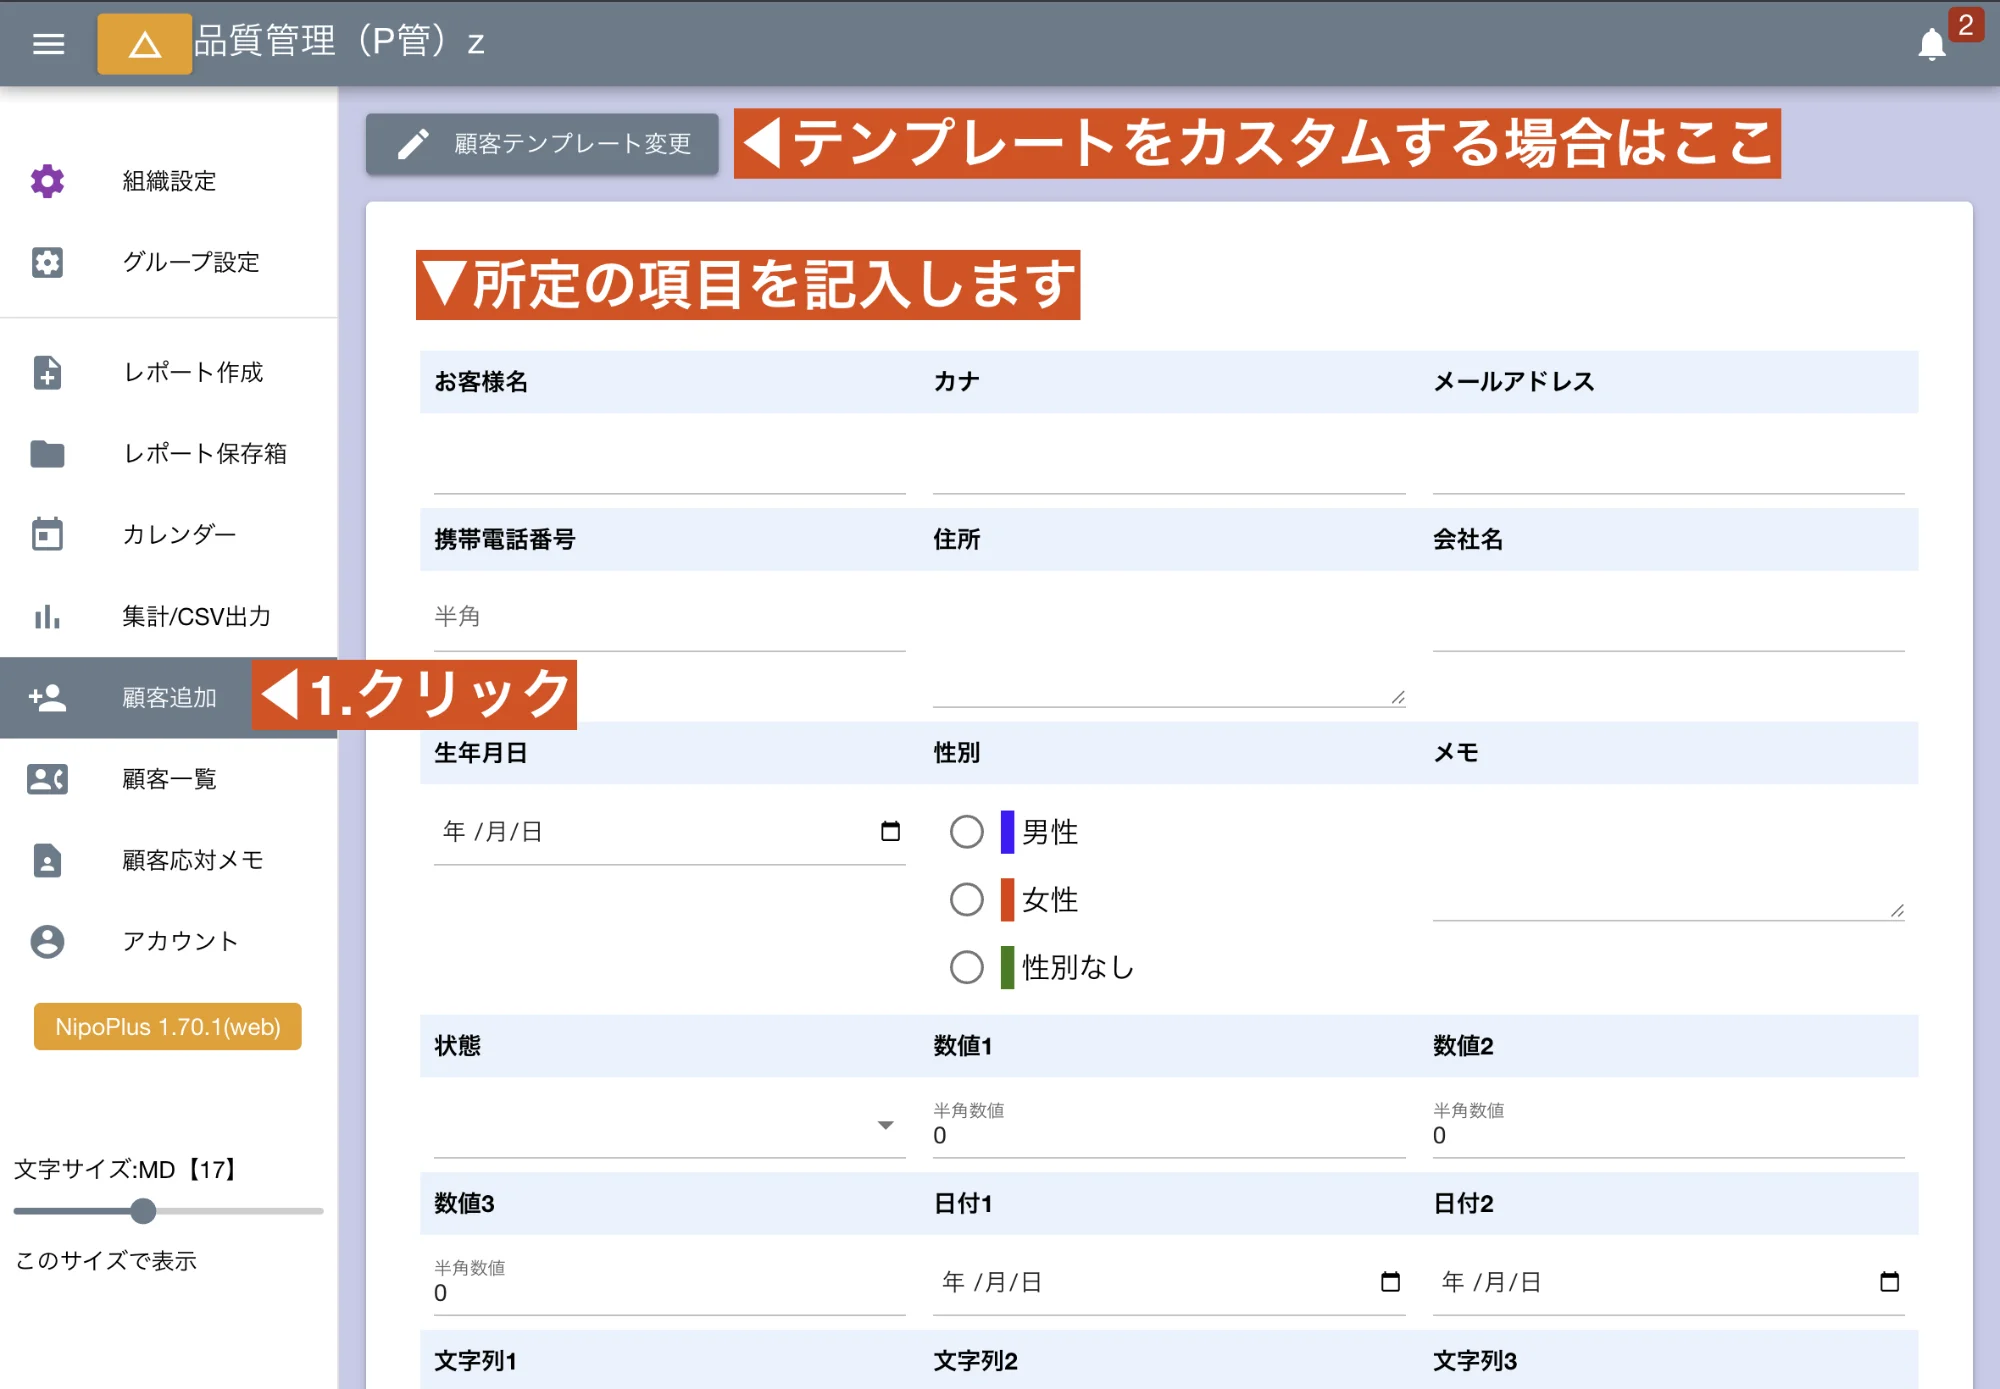 品質管理（P管）z
2
組織設定
グループ設定
レポート作成
レポート保存箱
カレンダー
集計/CSV出力
顧客追加
◀1.クリック
顧客一覧
顧客応対メモ
アカウント
NipoPlus 1.70.1(web)
文字サイズ:MD【17】
このサイズで表示
顧客テンプレート変更
◀テンプレートをカスタムする場合はここ
▼所定の項目を記入します
お客様名 カナ メールアドレス
携帯電話番号 住所 会社名
半角
生年月日 性別 メモ
年 /月/日
男性
女性
性別なし
状態 数値1 数値2
半角数値 半角数値
0 0
数値3 日付1 日付2
半角数値
0
年 /月/日 年 /月/日
文字列1 文字列2 文字列3